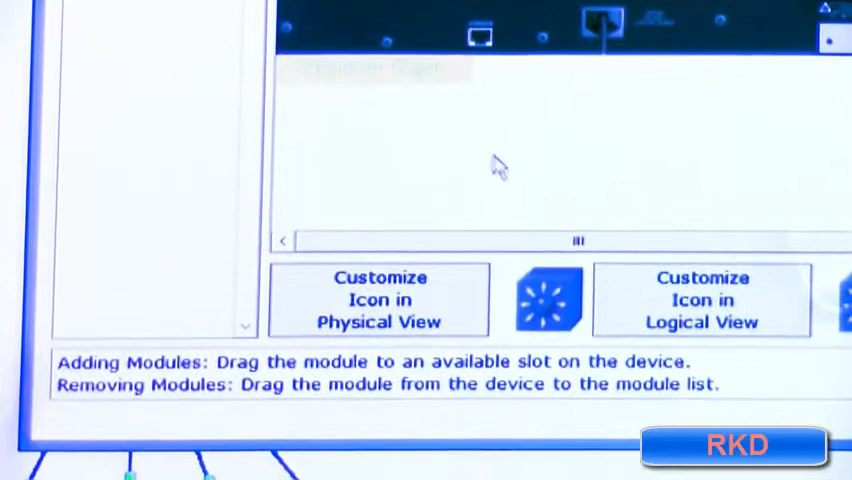 Customize
Icon in
Physical View
Customize
Icon in
Logical View
Adding Modules: Drag the module to an available slot on the device.
Removing Modules: Drag the module from the device to the module list.
RKD